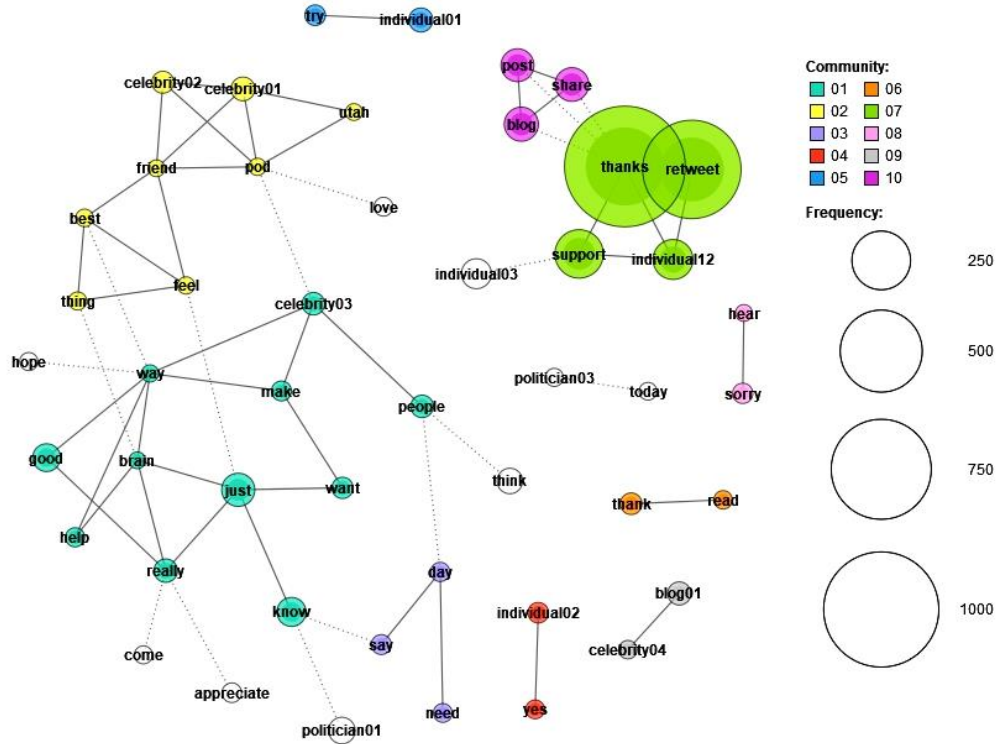 try
individual01
celebrity02
celebrity01
utah
friend
pod
love
best
feel
thing
post
share
blog
thanks
retweet
support
individual12
individual03
celebrity03
hope
way
make
people
good
brain
just
want
think
help
really
know
day
say
need
come
appreciate
politician01
politician03
today
hear
sorry
thank
read
individual02
yes
blog01
celebrity04
Community:
01 06
02 07
03 08
04 09
05 10
Frequency:
250
500
750
1000